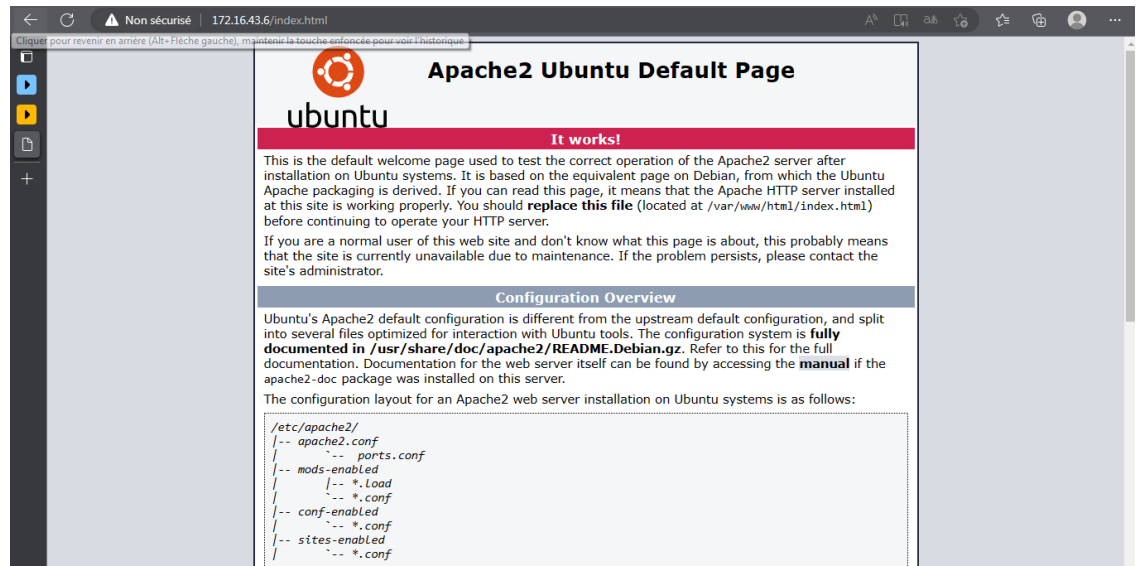 Non sécurisé 172.16.43.6/index.html
Cliquer pour revenir en arrière (Alt+Flèche gauche), maintenir la touche enfoncée pour voir l'historique
ubuntu
Apache2 Ubuntu Default Page
It works!
This is the default welcome page used to test the correct operation of the Apache2 server after
installation on Ubuntu systems. It is based on the equivalent page on Debian, from which the Ubuntu
Apache packaging is derived. If you can read this page, it means that the Apache HTTP server installed
at this site is working properly. You should replace this file (located at /var/www/html/index.html)
before continuing to operate your HTTP server.
If you are a normal user of this web site and don't know what this page is about, this probably means
that the site is currently unavailable due to maintenance. If the problem persists, please contact the
site's administrator.
Configuration Overview
Ubuntu's Apache2 default configuration is different from the upstream default configuration, and split
into several files optimized for interaction with Ubuntu tools. The configuration system is fully
documented in /usr/share/doc/apache2/README.Debian.gz. Refer to this for the full
documentation. Documentation for the web server itself can be found by accessing the manual if the
apache2-doc package was installed on this server.
The configuration layout for an Apache2 web server installation on Ubuntu systems is as follows:
/etc/apache2/
|-- apache2.conf
|       `--  ports.conf
|-- mods-enabled
|       |-- *.load
|       `-- *.conf
|-- conf-enabled
|       `-- *.conf
|-- sites-enabled
|       `-- *.conf